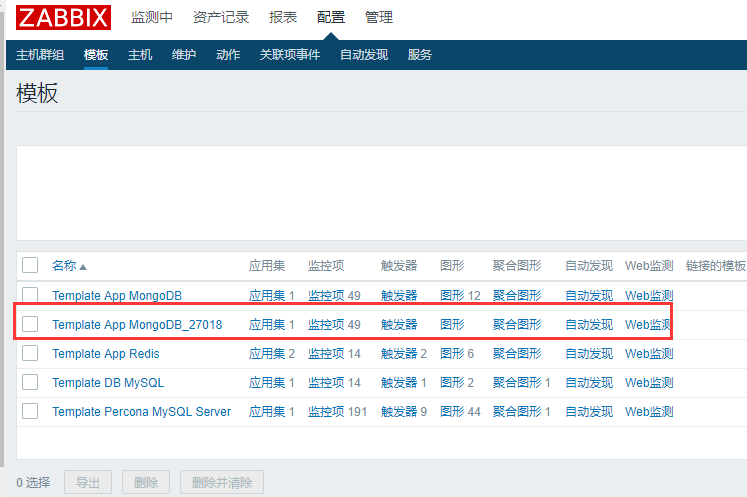 ZABBIX 监测中 资产记录 报表 配置 管理
主机群组 模板 主机 维护 动作 关联项事件 自动发现 服务
模板
名称 应用集 监控项 触发器 图形 聚合图形 自动发现 Web监测 链接的模板
Template App MongoDB 应用集 1 监控项 49 触发器 图形 12 聚合图形 自动发现 Web监测
Template App MongoDB_27018 应用集 1 监控项 49 触发器 图形 聚合图形 自动发现 Web监测
Template App Redis 应用集 2 监控项 14 触发器 2 图形 6 聚合图形 自动发现 Web监测
Template DB MySQL 应用集 1 监控项 14 触发器 1 图形 2 聚合图形 1 自动发现 Web监测
Template Percona MySQL Server 应用集 1 监控项 191 触发器 9 图形 44 聚合图形 1 自动发现 Web监测
0 选择 导出 删除 删除并清除